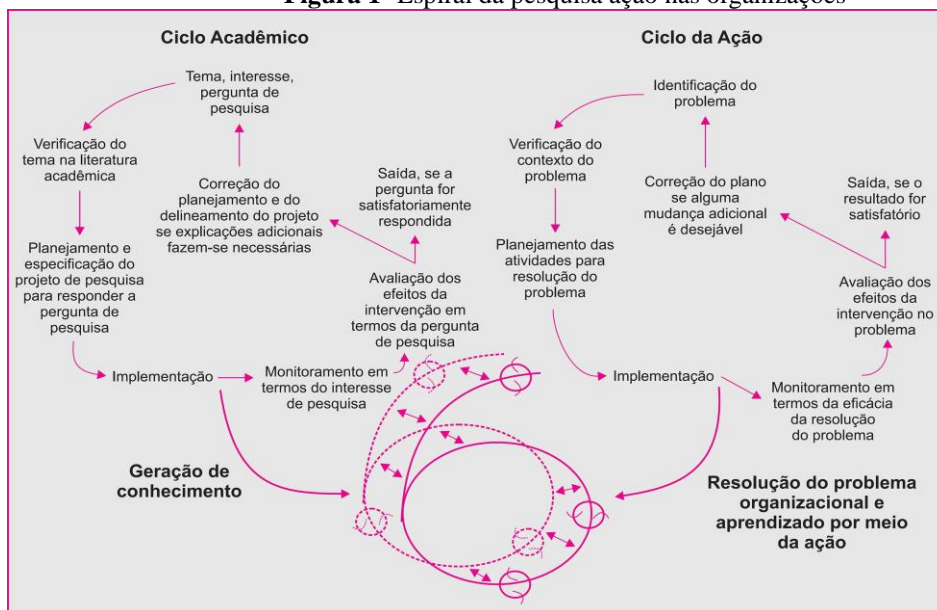 Figura 1- Espiral da pesquisa ação nas organizações
Ciclo Acadêmico
Tema, interesse,
pergunta de
pesquisa
Verificação do
tema na literatura
acadêmica
Planejamento e
especificação do
projeto de pesquisa
para responder a
pergunta de
pesquisa
Implementação
Monitoramento em
termos do interesse
de pesquisa
Avaliação dos
efeitos da
intervenção em
termos da pergunta
de pesquisa
Saída, se a
pergunta for
satisfatoriamente
respondida
Correção do
planejamento e do
delineamento do projeto
se explicações adicionais
fazem-se necessárias
Geração de
conhecimento
Ciclo da Ação
Identificação do
problema
Verificação do
contexto do
problema
Planejamento das
atividades para
resolução do
problema
Implementação
Monitoramento em
termos da eficácia
da resolução
do problema
Avaliação dos
efeitos da
intervenção no
problema
Saída, se o
resultado for
satisfatório
Correção do plano
se alguma
mudança adicional
é desejável
Resolução do problema
organizacional e
aprendizado por meio
da ação